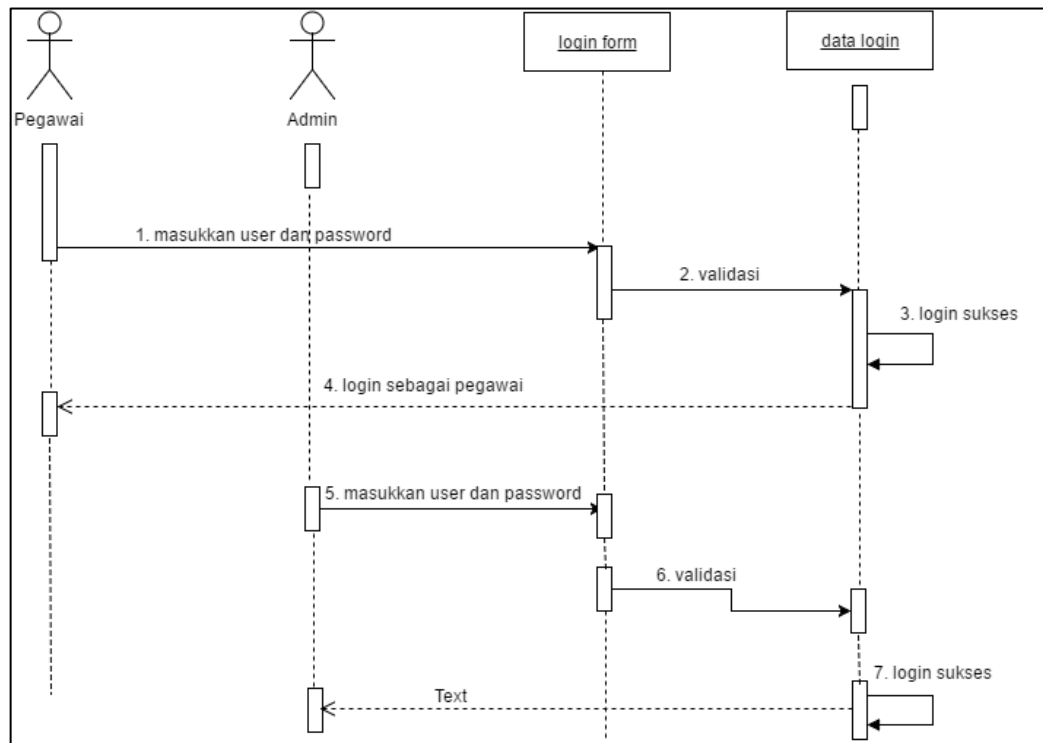 login form
data login
Pegawai
Admin
1. masukkan user dan password
2. validasi
3. login sukses
4. login sebagai pegawai
5. masukkan user dan password
6. validasi
7. login sukses
Text